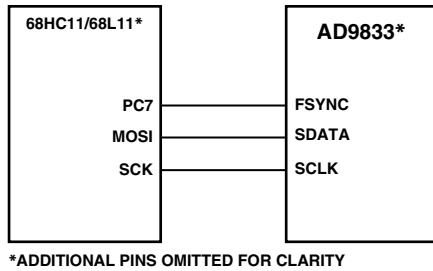 68HC11/68L11*
AD9833*
PC7
FSYNC
MOSI
SDATA
SCK
SCLK
*ADDITIONAL PINS OMITTED FOR CLARITY